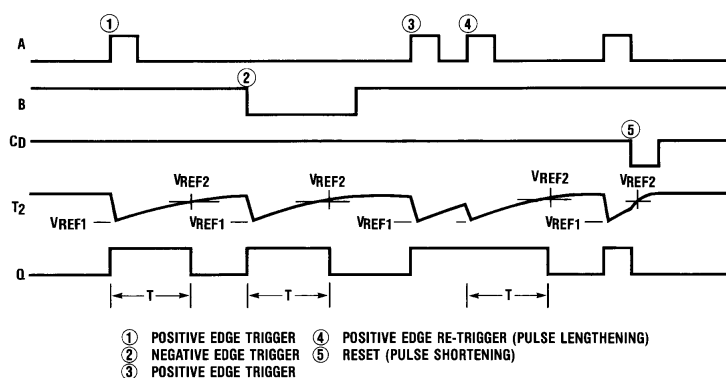 ① ③ ④
A
②
B
CD
⑤
VREF2 VREF2 VREF2 VREF2
T2
VREF1 VREF1 VREF1 VREF1
Q
T T T
① POSITIVE EDGE TRIGGER ④ POSITIVE EDGE RE-TRIGGER (PULSE LENGTHENING)
② NEGATIVE EDGE TRIGGER ⑤ RESET (PULSE SHORTENING)
③ POSITIVE EDGE TRIGGER